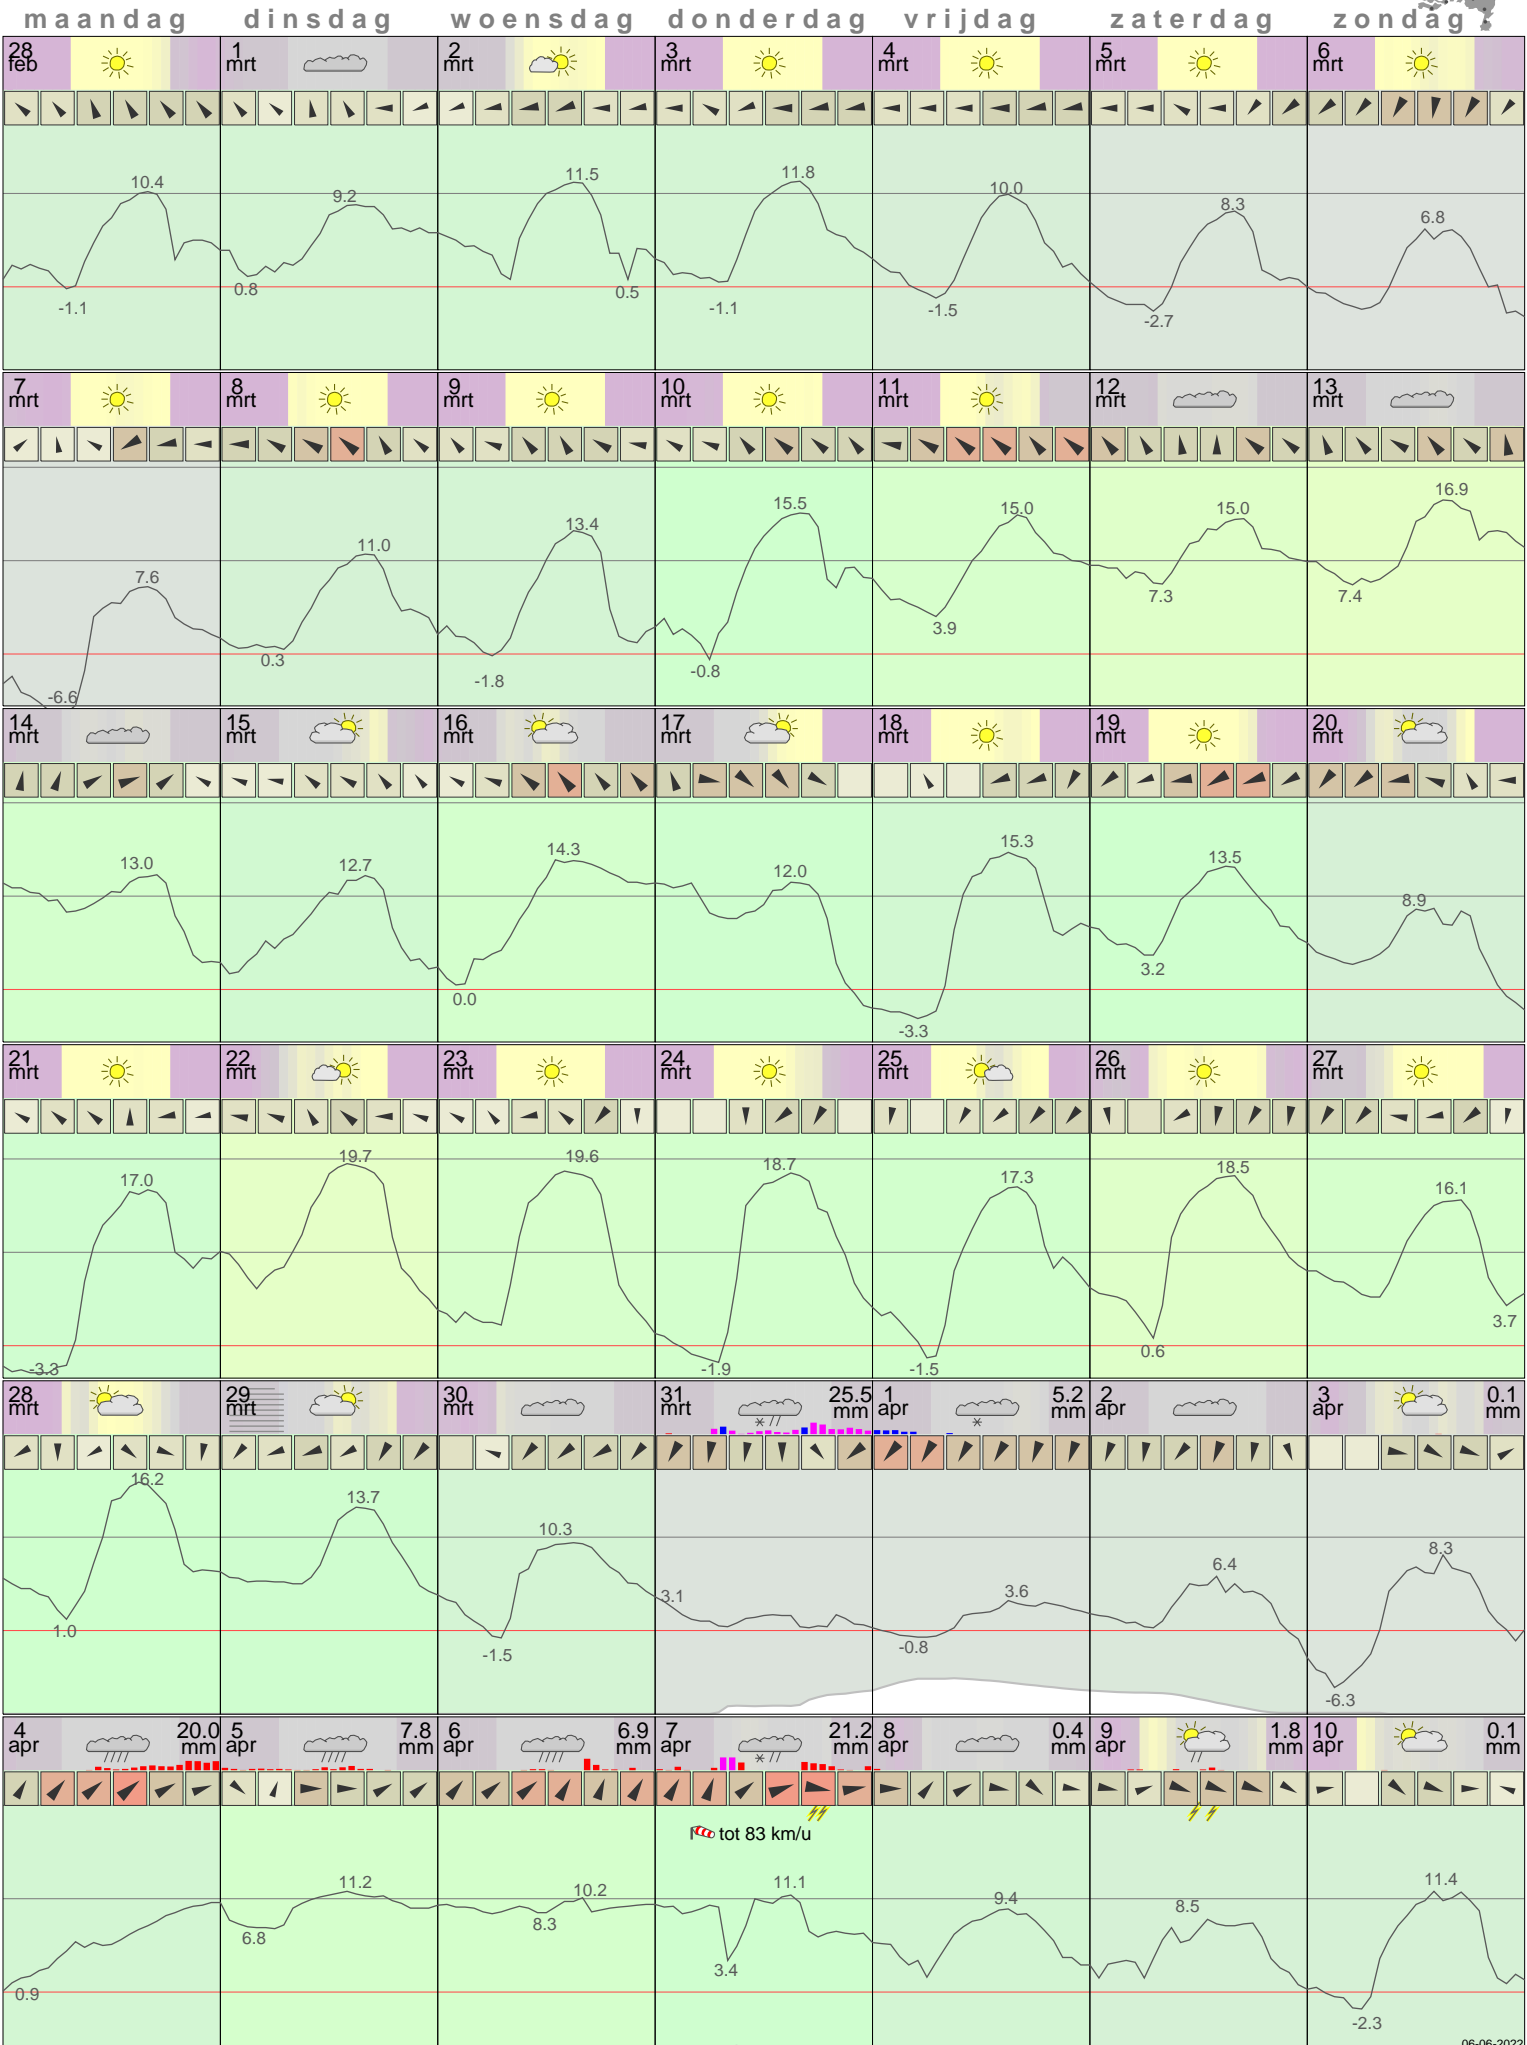 maandag dinsdag woensdag donderdag vrijdag zaterdag zondag
28 1 2 3 4 5 6
feb mrt mrt mrt mrt mrt mrt
10.4 9.2 11.5 11.8 10.0 8.3 6.8
-1.1 0.8 0.5 -1.1 -1.5 -2.7
7 8 9 10 11 12 13
mrt mrt mrt mrt mrt mrt mrt
7.6 11.0 13.4 15.5 15.0 15.0 16.9
-6.6 0.3 -1.8 -0.8 3.9 7.3 7.4
14 15 16 17 18 19 20
mrt mrt mrt mrt mrt mrt mrt
13.0 12.7 14.3 12.0 15.3 13.5 8.9
0.0 -3.3 3.2
21 22 23 24 25 26 27
mrt mrt mrt mrt mrt mrt mrt
17.0 19.7 19.6 18.7 17.3 18.5 16.1
-3.3 -1.9 -1.5 0.6 3.7
28 29 30 31 25.5 1 5.2 2 3 0.1
mrt mrt mrt mrt mm apr mm apr apr mm
16.2 13.7 10.3 3.1 3.6 6.4 8.3
1.0 -1.5 -0.8 -6.3
4 20.0 5 7.8 6 6.9 7 21.2 8 0.4 9 1.8 10 0.1
apr mm apr mm apr mm apr mm apr mm apr mm apr mm
tot 83 km/u
11.2 10.2 11.1 9.4 8.5 11.4
0.9 6.8 8.3 3.4 -2.3
06-06-2022